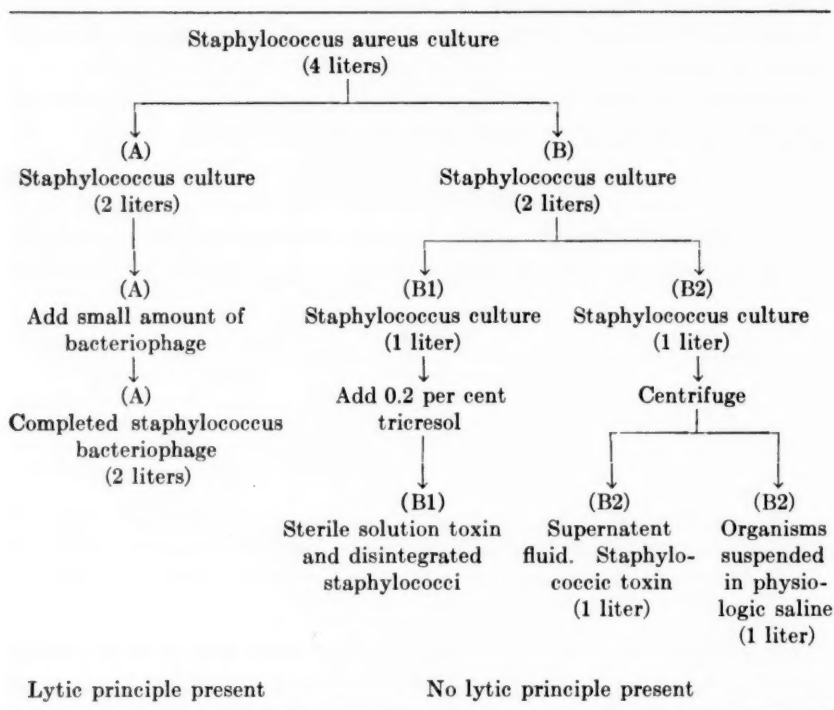 Staphylococcus aureus culture
(4 liters)
(A)
Staphylococcus culture
(2 liters)
(B)
Staphylococcus culture
(2 liters)
(A)
Add small amount of
bacteriophage
(B1)
Staphylococcus culture
(1 liter)
(B2)
Staphylococcus culture
(1 liter)
(A)
Completed staphylococcus
bacteriophage
(2 liters)
Add 0.2 per cent
tricresol
Centrifuge
(B1)
Sterile solution toxin
and disintegrated
staphylococci
(B2)
Supernatent
fluid. Staphylo-
coccic toxin
(1 liter)
(B2)
Organisms
suspended
in physio-
logic saline
(1 liter)
Lytic principle present
No lytic principle present